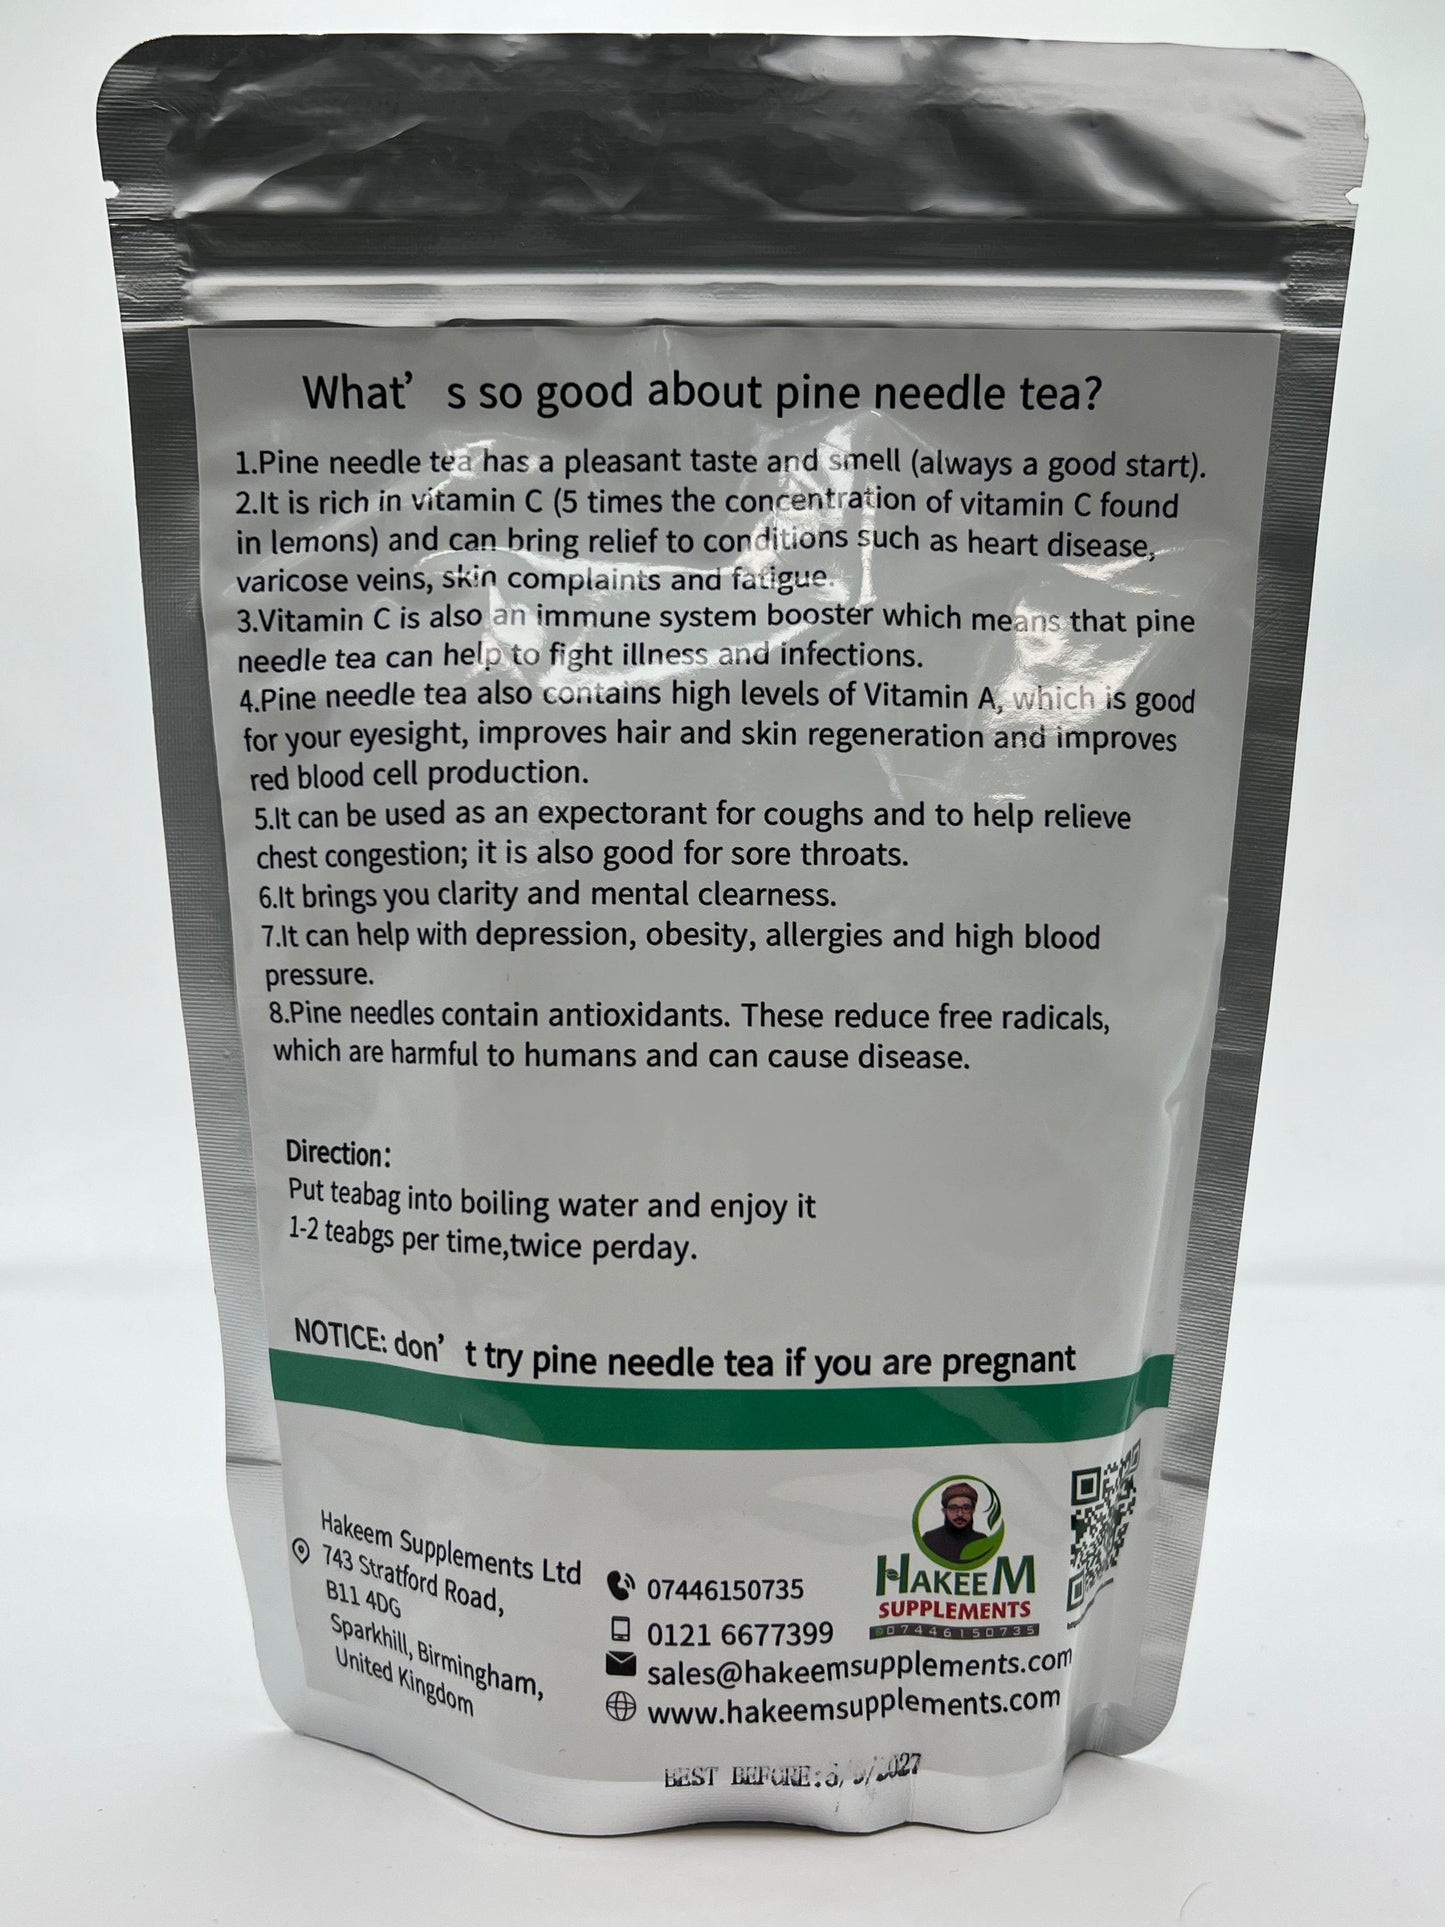 What's so good about pine needle tea?
1.Pine needle tea has a pleasant taste and smell (always a good start).
2.It is rich in vitamin C (5 times the concentration of vitamin C found
in lemons) and can bring relief to conditions such as heart disease,
varicose veins, skin complaints and fatigue.
3.Vitamin C is also an immune system booster which means that pine
needle tea can help to fight illness and infections.
4.Pine needle tea also contains high levels of Vitamin A, which is good
for your eyesight, improves hair and skin regeneration and improves
red blood cell production.
5.It can be used as an expectorant for coughs and to help relieve
chest congestion; it is also good for sore throats.
6.It brings you clarity and mental clearness.
7.It can help with depression, obesity, allergies and high blood
pressure.
8.Pine needles contain antioxidants. These reduce free radicals,
which are harmful to humans and can cause disease.
Direction:
Put teabag into boiling water and enjoy it
1-2 teabgs per time,twice perday.
NOTICE: don't try pine needle tea if you are pregnant
Hakeem Supplements Ltd
743 Stratford Road,
B11 4DG
Sparkhill, Birmingham,
United Kingdom
07446150735
0121 6677399
sales@hakeemsupplements.com
www.hakeemsupplements.com
HAKEEM
SUPPLEMENTS
07446150735
BEST BEFORE: